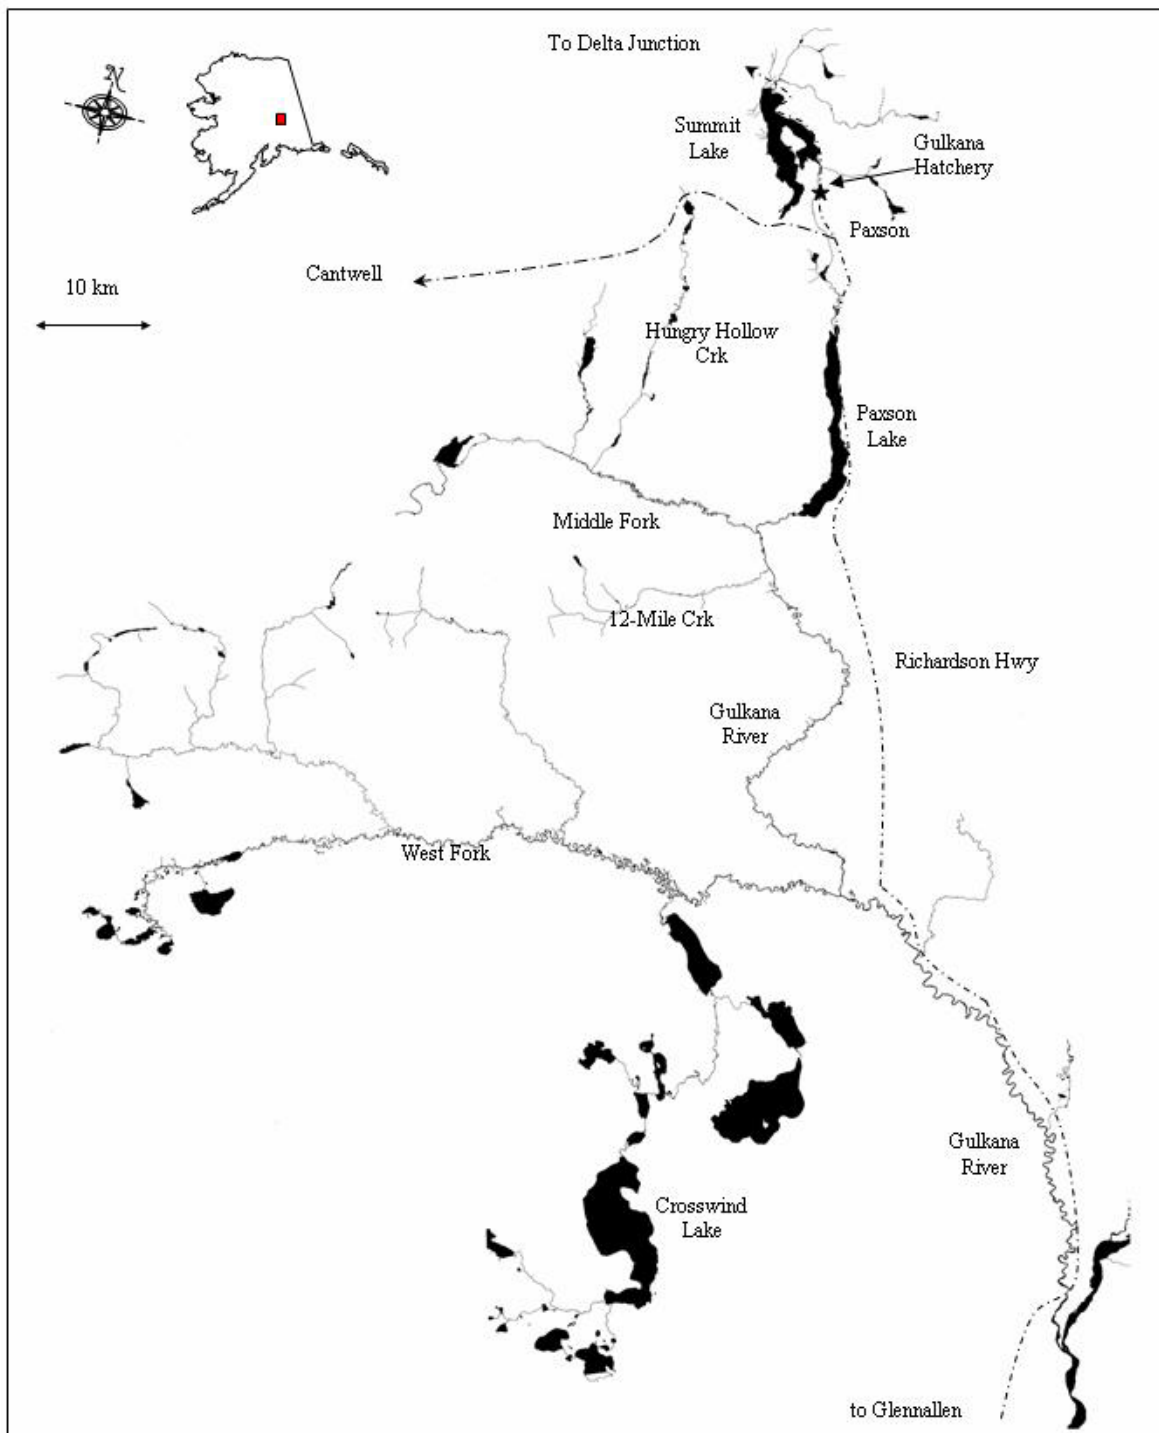 To Delta Junction
N
Summit
Lake
Gulkana
Hatchery
Paxson
Cantwell
10 km
Hungry Hollow
Crk
Paxson
Lake
Middle Fork
12-Mile Crk
Richardson Hwy
Gulkana
River
West Fork
Gulkana
River
Crosswind
Lake
to Glennallen